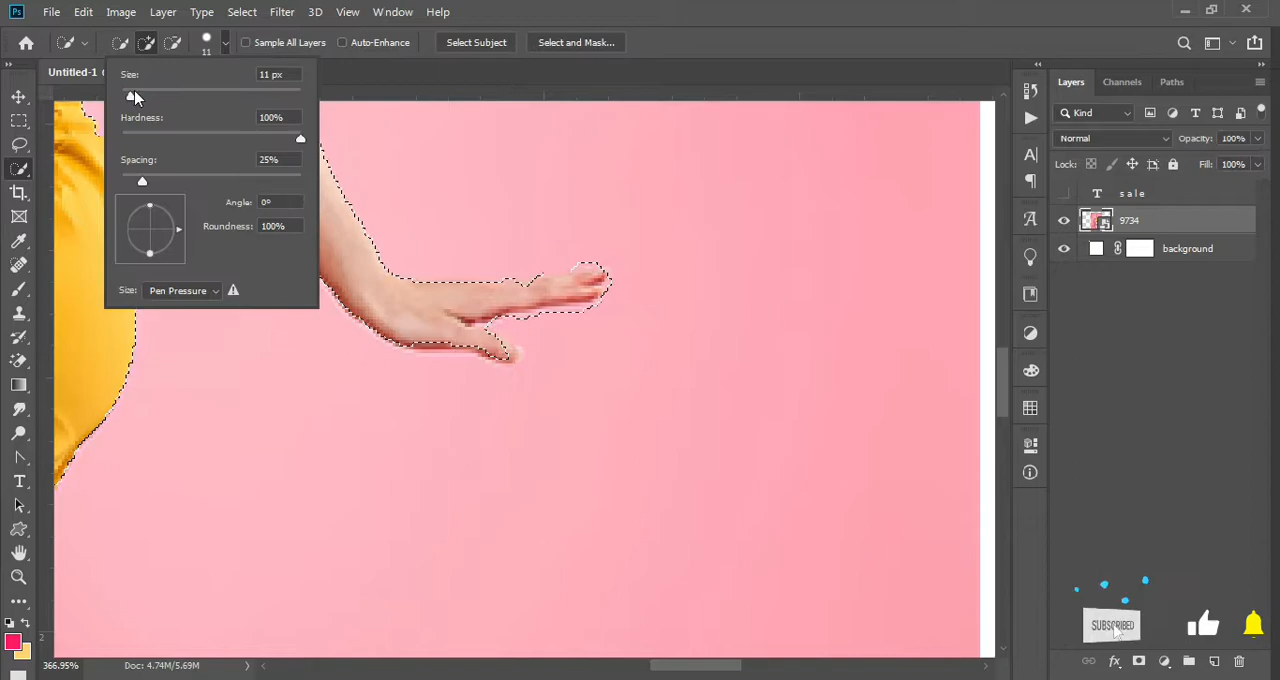 Ps File Edit Image Layer Type Select Filter 3D View Window Help
11 Sample All Layers Auto-Enhance Select Subject Select and Mask...
Untitled-1
Size: 11 px
Hardness: 100%
Spacing: 25%
Angle: 0°
Roundness: 100%
Size: Pen Pressure
Layers Channels Paths
Kind
Normal Opacity: 100%
Lock: Fill: 100%
T s a l e
9734
background
SUBSCRIBED
2
366.95% Doc: 4.74M/5.69M